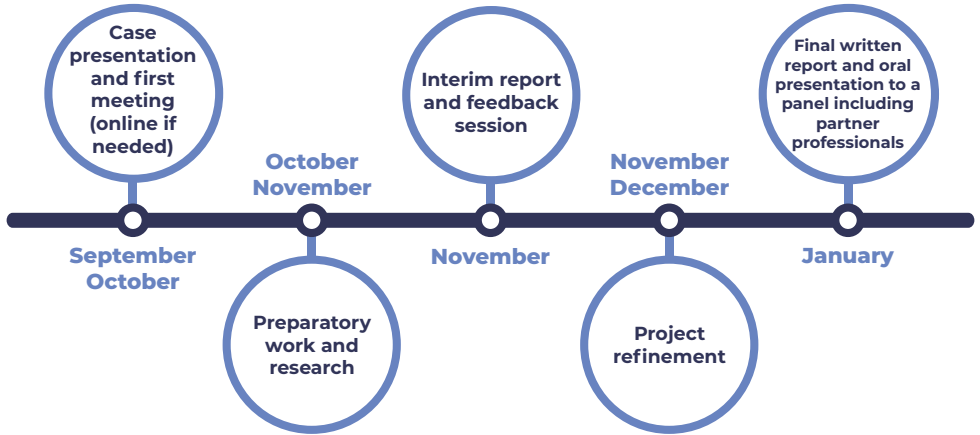 Case
presentation
and first
meeting
(online if
needed)
September
October
October
November
Preparatory
work and
research
Interim report
and feedback
session
November
November
December
Project
refinement
Final written
report and oral
presentation to a
panel including
partner
professionals
January